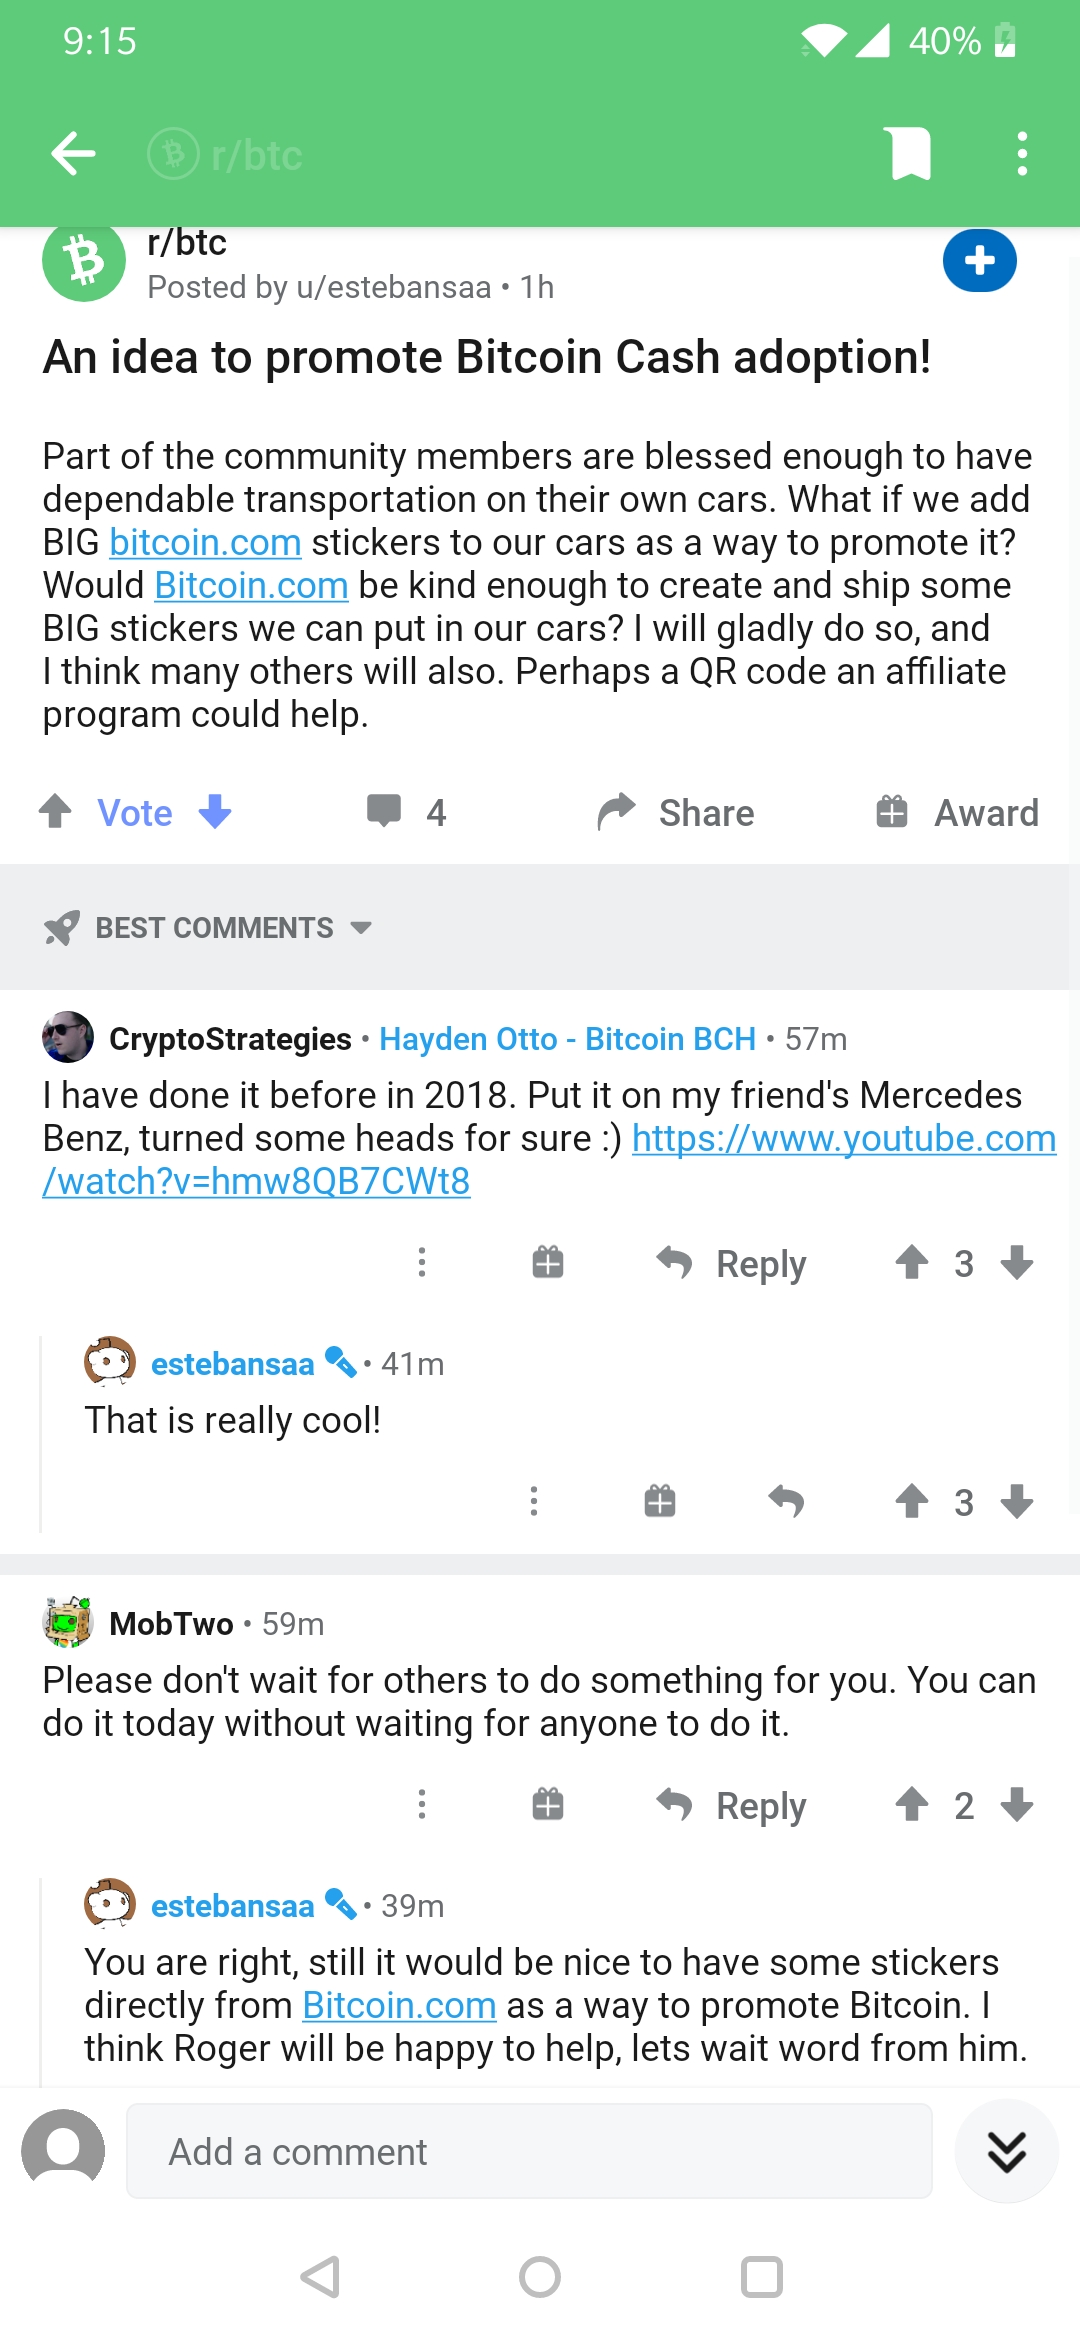 9:15
40%
r/btc
r/btc
Posted by u/estebansaa • 1h
An idea to promote Bitcoin Cash adoption!
Part of the community members are blessed enough to have
dependable transportation on their own cars. What if we add
BIG bitcoin.com stickers to our cars as a way to promote it?
Would Bitcoin.com be kind enough to create and ship some
BIG stickers we can put in our cars? I will gladly do so, and
I think many others will also. Perhaps a QR code an affiliate
program could help.
Vote 4 Share Award
BEST COMMENTS
CryptoStrategies • Hayden Otto - Bitcoin BCH • 57m
I have done it before in 2018. Put it on my friend's Mercedes
Benz, turned some heads for sure :) https://www.youtube.com
/watch?v=hmw8QB7CWt8
Reply 3
estebansaa • 41m
That is really cool!
3
MobTwo • 59m
Please don't wait for others to do something for you. You can
do it today without waiting for anyone to do it.
Reply 2
estebansaa • 39m
You are right, still it would be nice to have some stickers
directly from Bitcoin.com as a way to promote Bitcoin. I
think Roger will be happy to help, lets wait word from him.
Add a comment